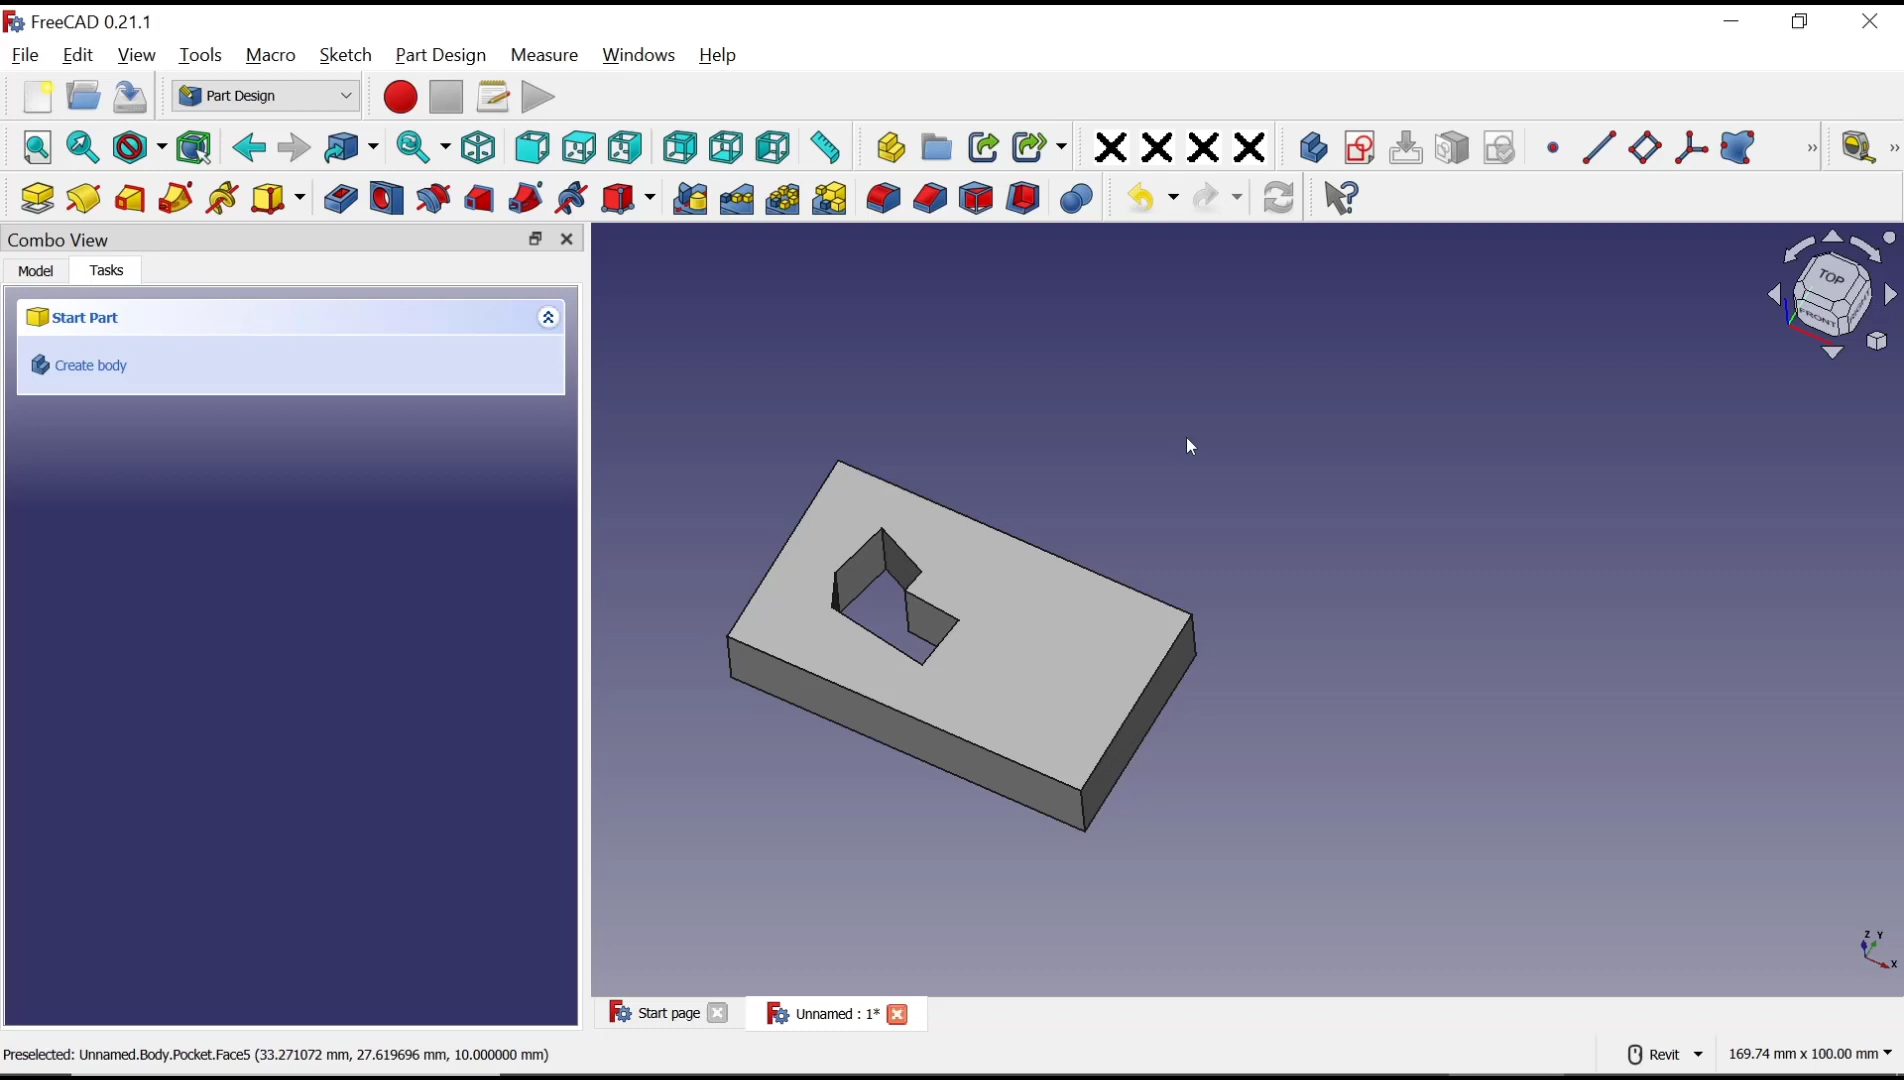 FreeCAD 0.21.1
File Edit View Tools Macro Sketch Part Design Measure Windows Help
Part Design
Combo View
Model Tasks
Start Part
Create body
TOP
FRONT
RIGHT
Z Y
X
Start page Unnamed : 1*
Preselected: Unnamed.Body.Pocket.Face5 (33.271072 mm, 27.619696 mm, 10.000000 mm) Revit 169.74 mm x 100.00 mm